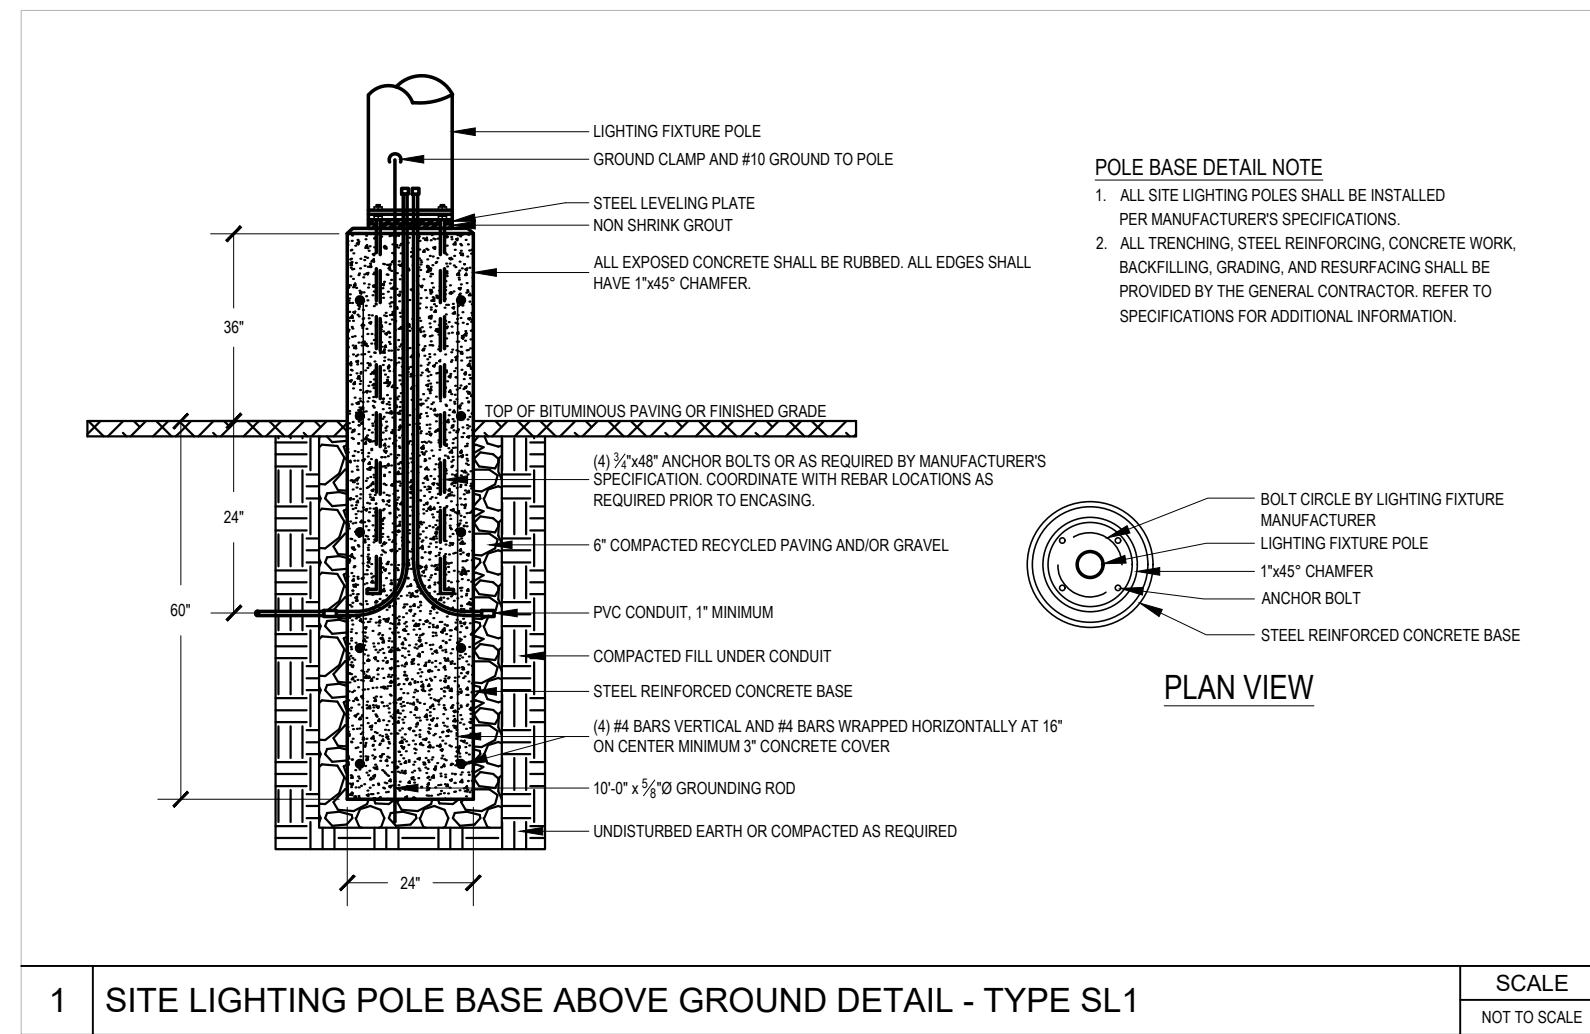 LIGHTING FIXTURE POLE
GROUND CLAMP AND #10 GROUND TO POLE
STEEL LEVELING PLATE
NON SHRINK GROUT
ALL EXPOSED CONCRETE SHALL BE RUBBED. ALL EDGES SHALL
HAVE 1"x45° CHAMFER.
36"
TOP OF BITUMINOUS PAVING OR FINISHED GRADE
(4) ¾"x48" ANCHOR BOLTS OR AS REQUIRED BY MANUFACTURER'S
SPECIFICATION. COORDINATE WITH REBAR LOCATIONS AS
REQUIRED PRIOR TO ENCASING.
24"
6" COMPACTED RECYCLED PAVING AND/OR GRAVEL
60"
PVC CONDUIT, 1" MINIMUM
COMPACTED FILL UNDER CONDUIT
STEEL REINFORCED CONCRETE BASE
(4) #4 BARS VERTICAL AND #4 BARS WRAPPED HORIZONTALLY AT 16"
ON CENTER MINIMUM 3" CONCRETE COVER
10'-0" x ⅝"Ø GROUNDING ROD
UNDISTURBED EARTH OR COMPACTED AS REQUIRED
24"
POLE BASE DETAIL NOTE
1. ALL SITE LIGHTING POLES SHALL BE INSTALLED
PER MANUFACTURER'S SPECIFICATIONS.
2. ALL TRENCHING, STEEL REINFORCING, CONCRETE WORK,
BACKFILLING, GRADING, AND RESURFACING SHALL BE
PROVIDED BY THE GENERAL CONTRACTOR. REFER TO
SPECIFICATIONS FOR ADDITIONAL INFORMATION.
BOLT CIRCLE BY LIGHTING FIXTURE
MANUFACTURER
LIGHTING FIXTURE POLE
1"x45° CHAMFER
ANCHOR BOLT
STEEL REINFORCED CONCRETE BASE
PLAN VIEW
1
SITE LIGHTING POLE BASE ABOVE GROUND DETAIL - TYPE SL1
SCALE
NOT TO SCALE